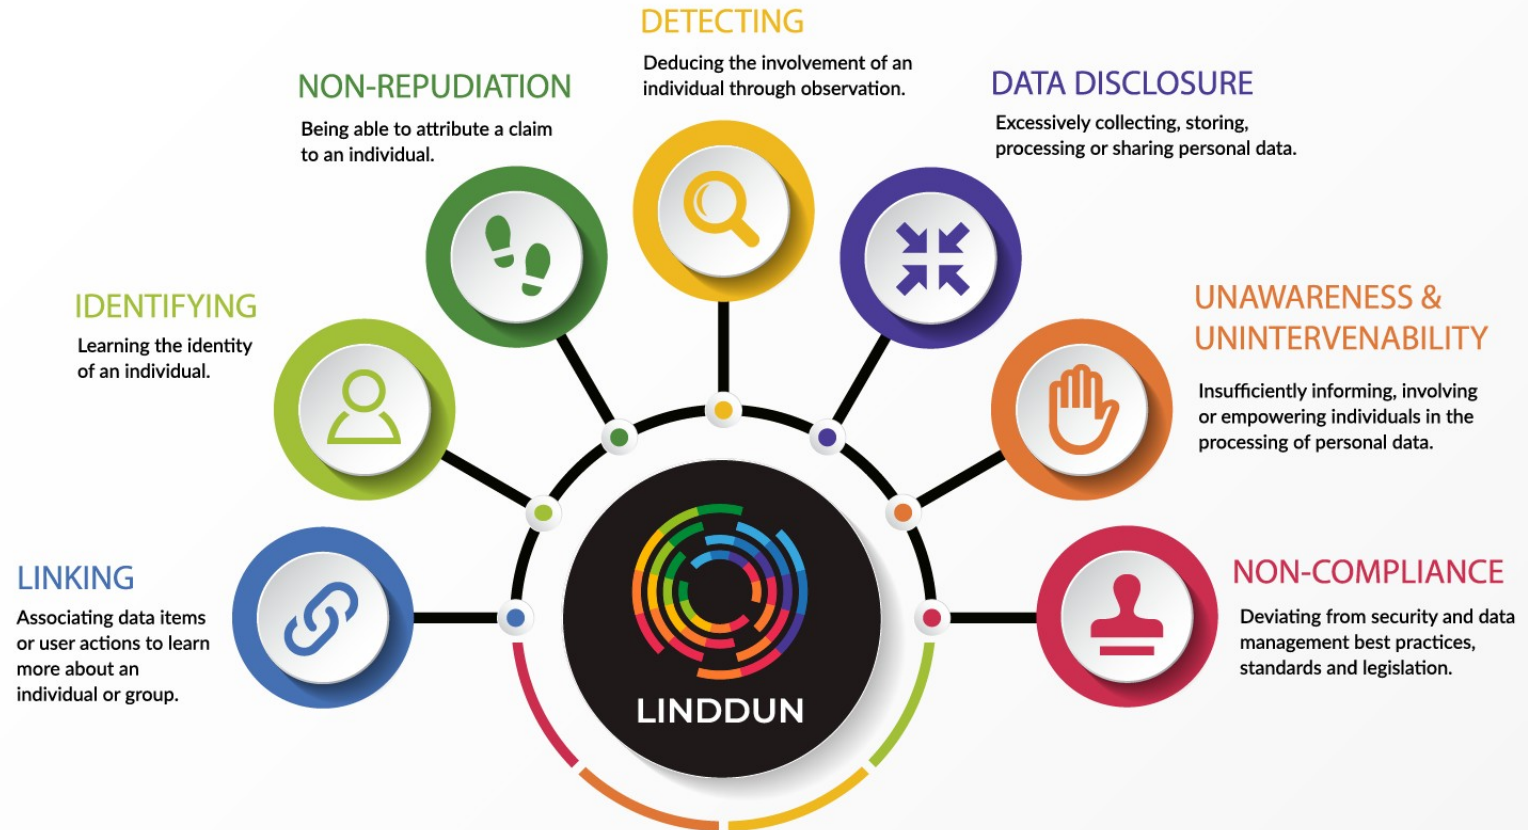 DETECTING
Deducing the involvement of an
individual through observation.
NON-REPUDIATION
Being able to attribute a claim
to an individual.
DATA DISCLOSURE
Excessively collecting, storing,
processing or sharing personal data.
IDENTIFYING
Learning the identity
of an individual.
UNAWARENESS &
UNINTERVENABILITY
Insufficiently informing, involving
or empowering individuals in the
processing of personal data.
LINKING
Associating data items
or user actions to learn
more about an
individual or group.
NON-COMPLIANCE
Deviating from security and data
management best practices,
standards and legislation.
LINDDUN